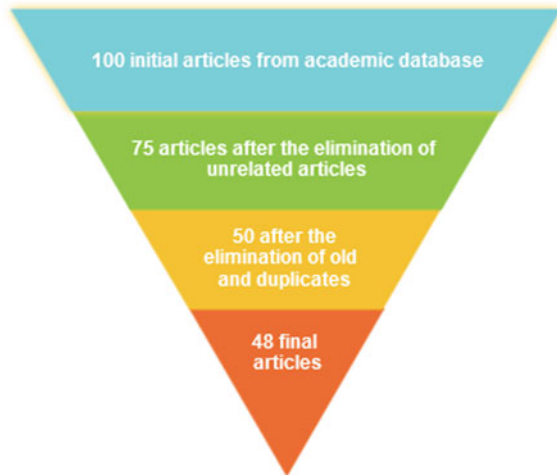 100 initial articles from academic database
75 articles after the elimination of
unrelated articles
50 after the
elimination of old
and duplicates
48 final
articles